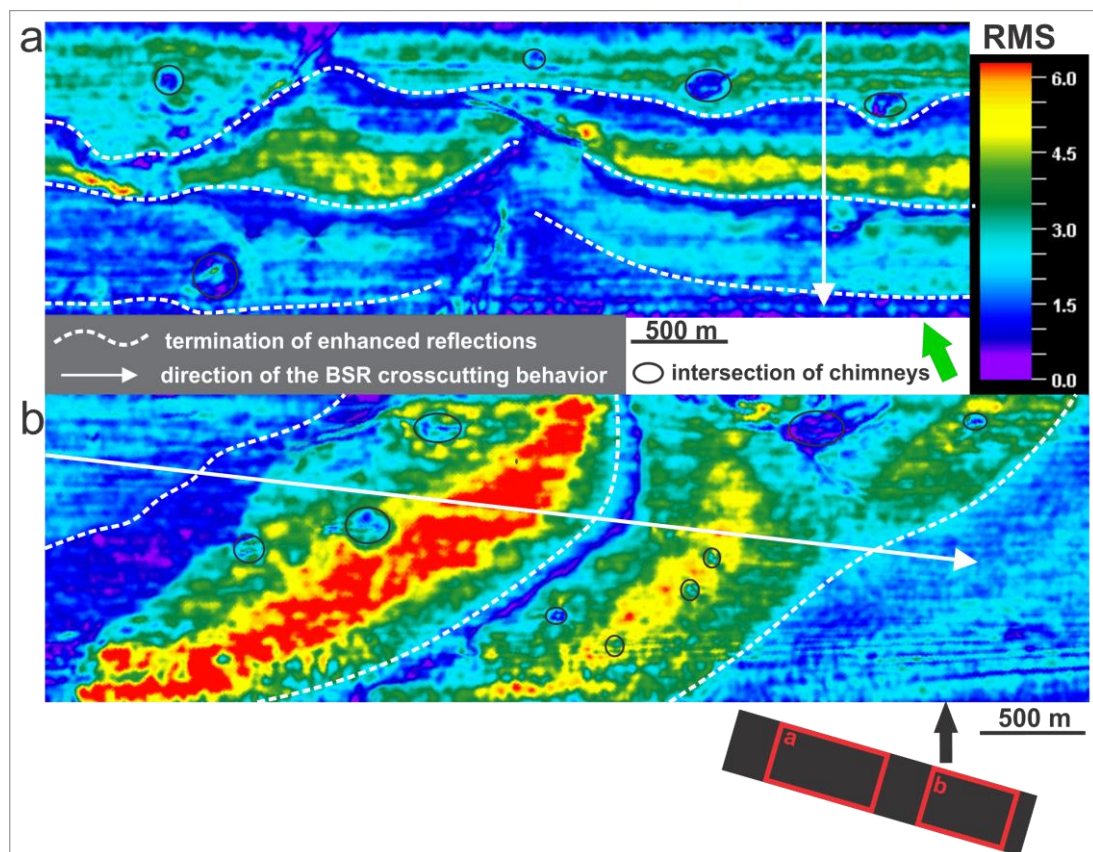 a
RMS
6.0
4.5
3.0
1.5
0.0
termination of enhanced reflections
500 m
direction of the BSR crosscutting behavior
intersection of chimneys
b
500 m
a
b